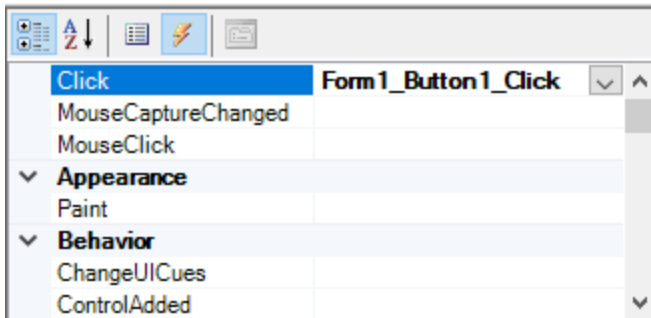 A
Z
Click Form1_Button1_Click
MouseCaptureChanged
MouseClick
Appearance
Paint
Behavior
ChangeUICues
ControlAdded